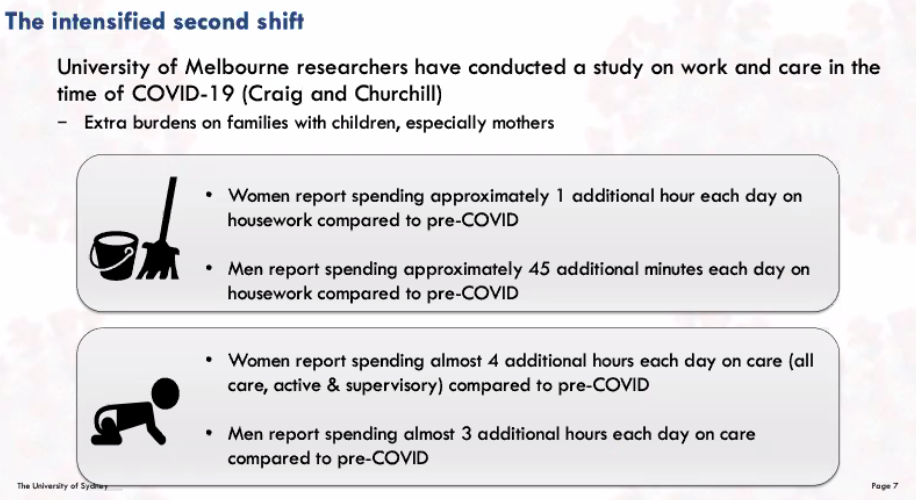 The intensified second shift
University of Melbourne researchers have conducted a study on work and care in the
time of COVID-19 (Craig and Churchill)
– Extra burdens on families with children, especially mothers
• Women report spending approximately 1 additional hour each day on
housework compared to pre-COVID
• Men report spending approximately 45 additional minutes each day on
housework compared to pre-COVID
• Women report spending almost 4 additional hours each day on care (all
care, active & supervisory) compared to pre-COVID
• Men report spending almost 3 additional hours each day on care
compared to pre-COVID
The University of Sydney
Page 7